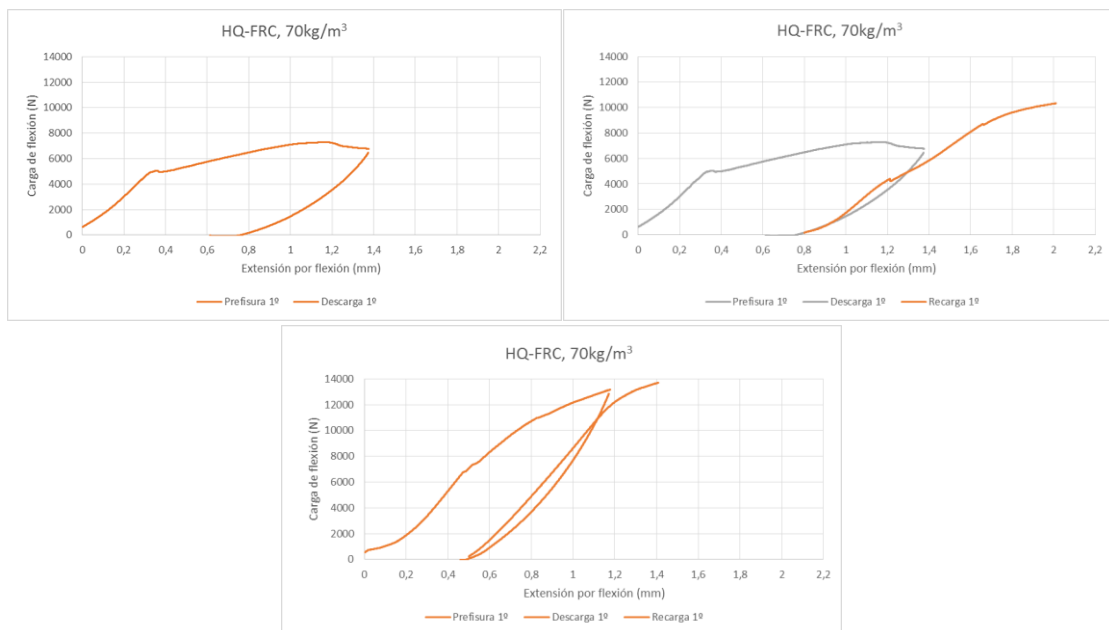 HQ-FRC, 70kg/m³
Carga de flexión (N)
14000
12000
10000
8000
6000
4000
2000
0
0 0,2 0,4 0,6 0,8 1 1,2 1,4 1,6 1,8 2 2,2
Extensión por flexión (mm)
Prefisura 1º Descarga 1º
HQ-FRC, 70kg/m³
Carga de flexión (N)
14000
12000
10000
8000
6000
4000
2000
0
0 0,2 0,4 0,6 0,8 1 1,2 1,4 1,6 1,8 2 2,2
Extensión por flexión (mm)
Prefisura 1º Descarga 1º Recarga 1º
HQ-FRC, 70kg/m³
Carga de flexión (N)
14000
12000
10000
8000
6000
4000
2000
0
0 0,2 0,4 0,6 0,8 1 1,2 1,4 1,6 1,8 2 2,2
Extensión por flexión (mm)
Prefisura 1º Descarga 1º Recarga 1º